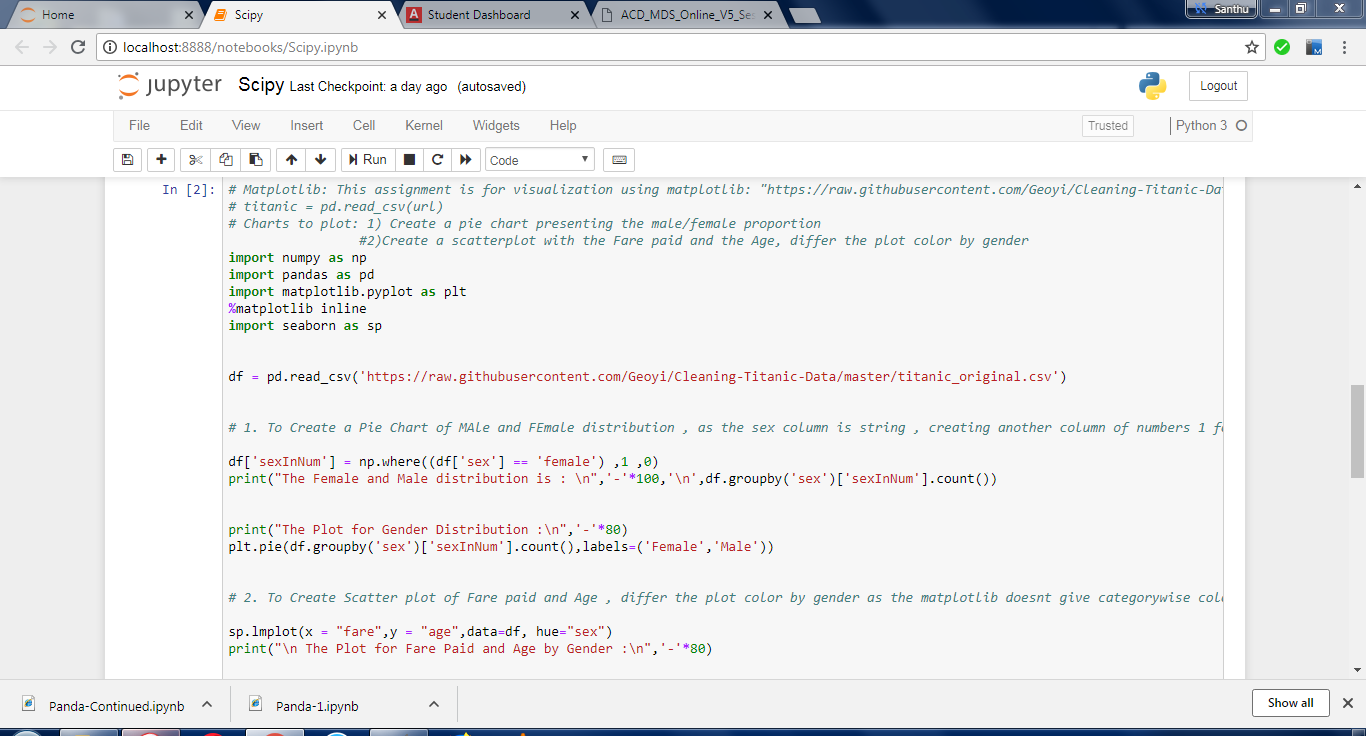 Home
Scipy
Student Dashboard
ACD_MDS_Online_V5_Se
Santhu
localhost:8888/notebooks/Scipy.ipynb
jupyter Scipy Last Checkpoint: a day ago (autosaved)
Logout
File Edit View Insert Cell Kernel Widgets Help
Trusted
Python 3
Run
Code
In [2]:
# Matplotlib: This assignment is for visualization using matplotlib: "https://raw.githubusercontent.com/Geoyi/Cleaning-Titanic-Da
# titanic = pd.read_csv(url)
# Charts to plot: 1) Create a pie chart presenting the male/female proportion
#2)Create a scatterplot with the Fare paid and the Age, differ the plot color by gender
import numpy as np
import pandas as pd
import matplotlib.pyplot as plt
%matplotlib inline
import seaborn as sp
df = pd.read_csv('https://raw.githubusercontent.com/Geoyi/Cleaning-Titanic-Data/master/titanic_original.csv')
# 1. To Create a Pie Chart of MAle and FEmale distribution , as the sex column is string , creating another column of numbers 1 f
df['sexInNum'] = np.where((df['sex'] == 'female') ,1 ,0)
print("The Female and Male distribution is : \n",'-'*100,'\n',df.groupby('sex')['sexInNum'].count())
print("The Plot for Gender Distribution :\n",'-'*80)
plt.pie(df.groupby('sex')['sexInNum'].count(),labels=('Female','Male'))
# 2. To Create Scatter plot of Fare paid and Age , differ the plot color by gender as the matplotlib doesnt give categorywise col
sp.lmplot(x = "fare",y = "age",data=df, hue="sex")
print("\n The Plot for Fare Paid and Age by Gender :\n",'-'*80)
Panda-Continued.ipynb
Panda-1.ipynb
Show all